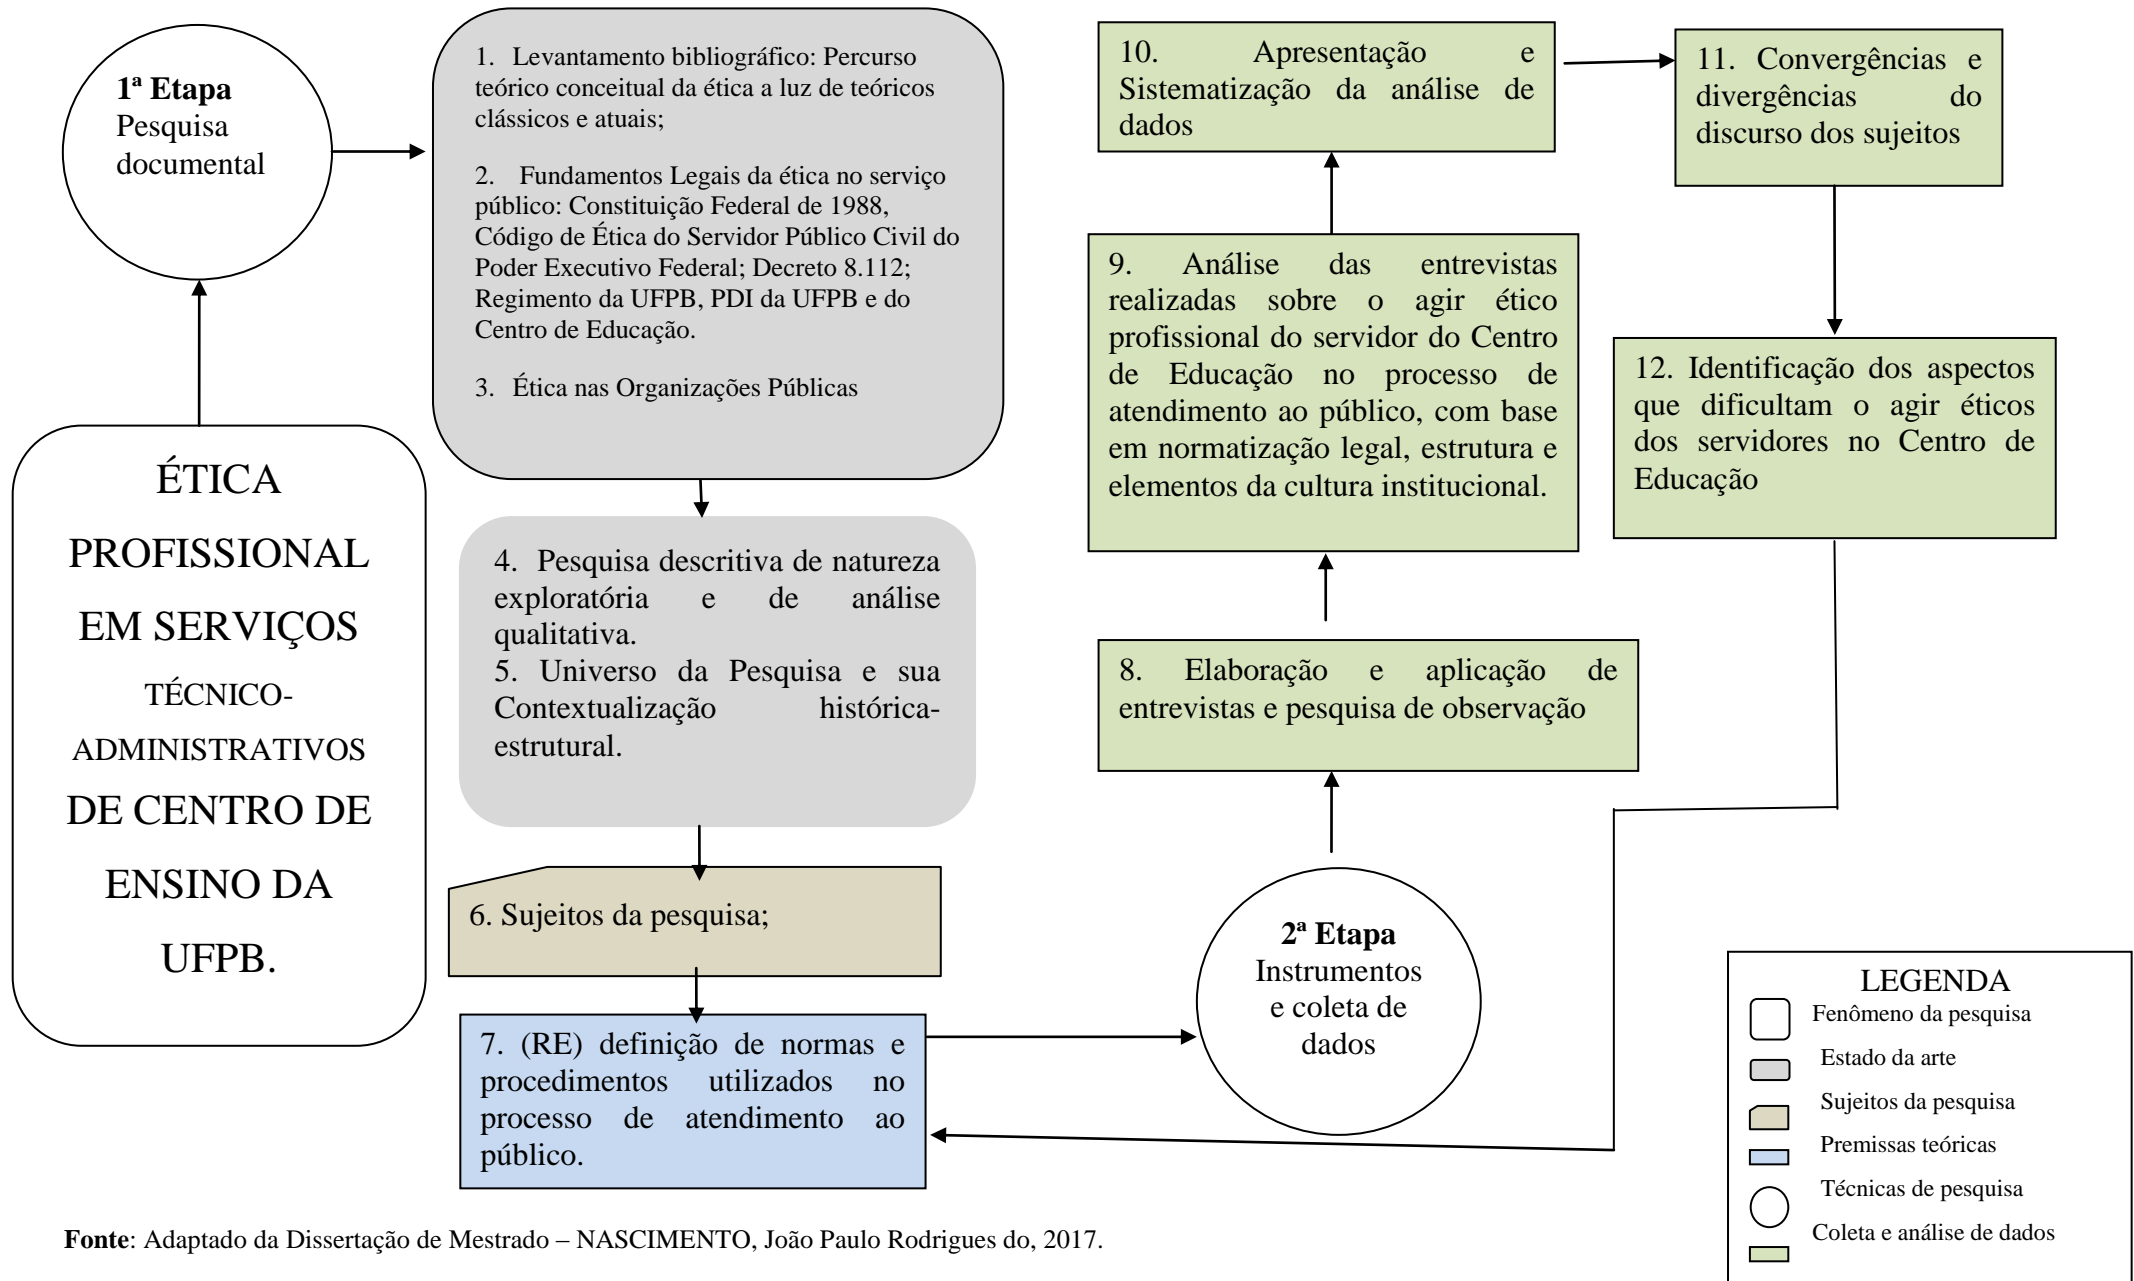 1ª Etapa
Pesquisa
documental
ÉTICA
PROFISSIONAL
EM SERVIÇOS
TÉCNICO-
ADMINISTRATIVOS
DE CENTRO DE
ENSINO DA
UFPB.
1. Levantamento bibliográfico: Percurso
teórico conceitual da ética a luz de teóricos
clássicos e atuais;
2. Fundamentos Legais da ética no serviço
público: Constituição Federal de 1988,
Código de Ética do Servidor Público Civil do
Poder Executivo Federal; Decreto 8.112;
Regimento da UFPB, PDI da UFPB e do
Centro de Educação.
3. Ética nas Organizações Públicas
4. Pesquisa descritiva de natureza
exploratória e de análise
qualitativa.
5. Universo da Pesquisa e sua
Contextualização histórica-
estrutural.
6. Sujeitos da pesquisa;
7. (RE) definição de normas e
procedimentos utilizados no
processo de atendimento ao
público.
2ª Etapa
Instrumentos
e coleta de
dados
8. Elaboração e aplicação de
entrevistas e pesquisa de observação
9. Análise das entrevistas
realizadas sobre o agir ético
profissional do servidor do Centro
de Educação no processo de
atendimento ao público, com base
em normatização legal, estrutura e
elementos da cultura institucional.
10. Apresentação e
Sistematização da análise de
dados
11. Convergências e
divergências do
discurso dos sujeitos
12. Identificação dos aspectos
que dificultam o agir éticos
dos servidores no Centro de
Educação
LEGENDA
Fenômeno da pesquisa
Estado da arte
Sujeitos da pesquisa
Premissas teóricas
Técnicas de pesquisa
Coleta e análise de dados
Fonte: Adaptado da Dissertação de Mestrado – NASCIMENTO, João Paulo Rodrigues do, 2017.